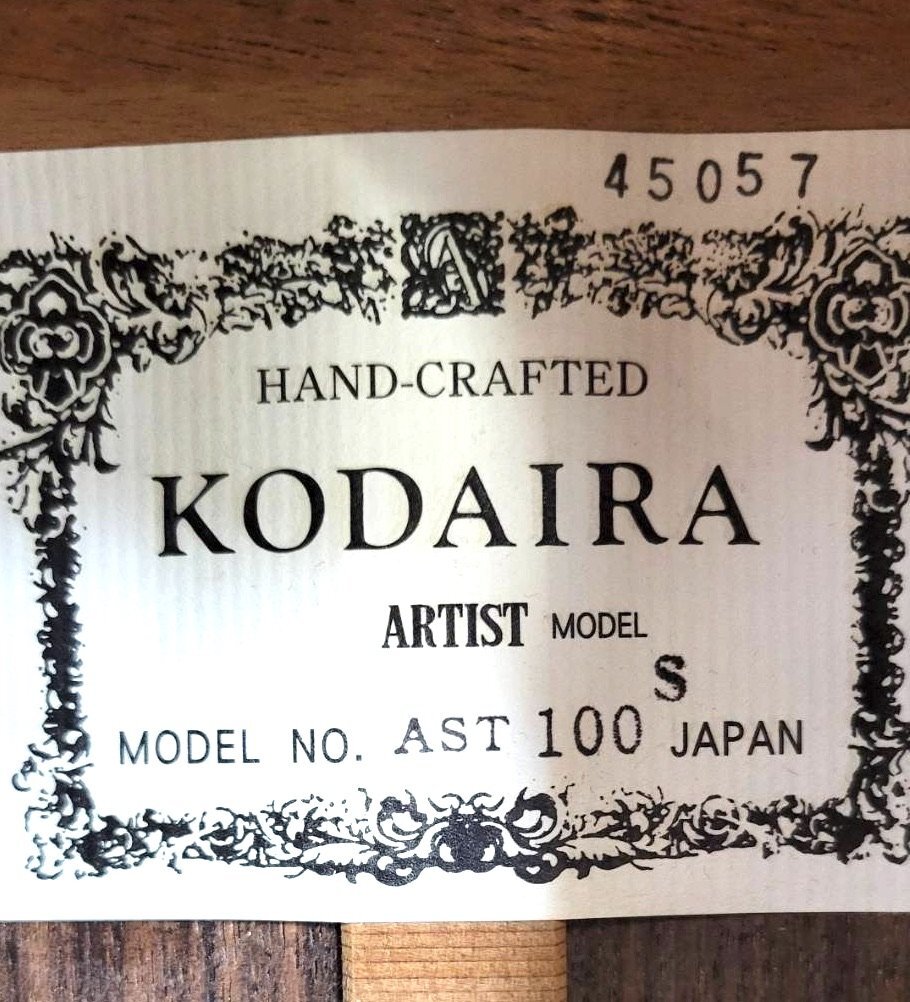 45057
A
HAND-CRAFTED
KODAIRA
ARTIST MODEL
S
MODEL NO. AST 100 JAPAN